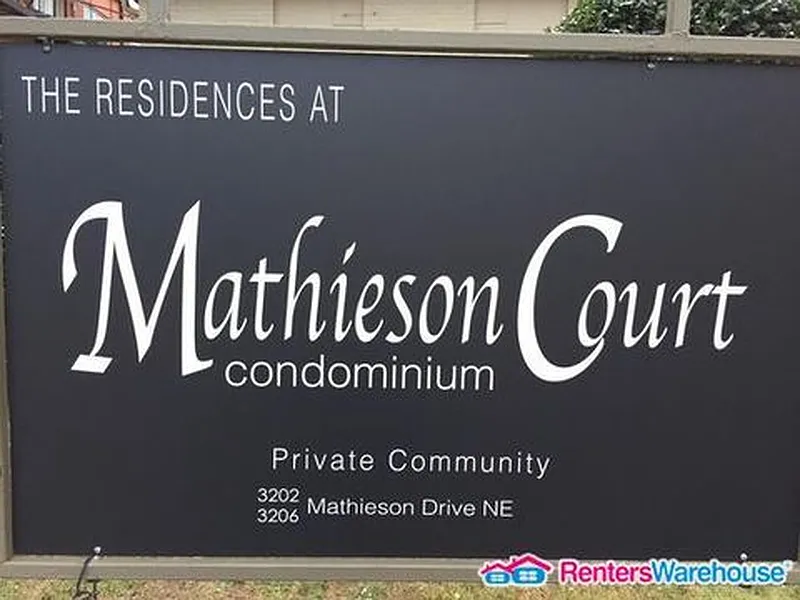 THE RESIDENCES AT
Mathieson Court
condominium
Private Community
3202
3206 Mathieson Drive NE
RentersWarehouse®